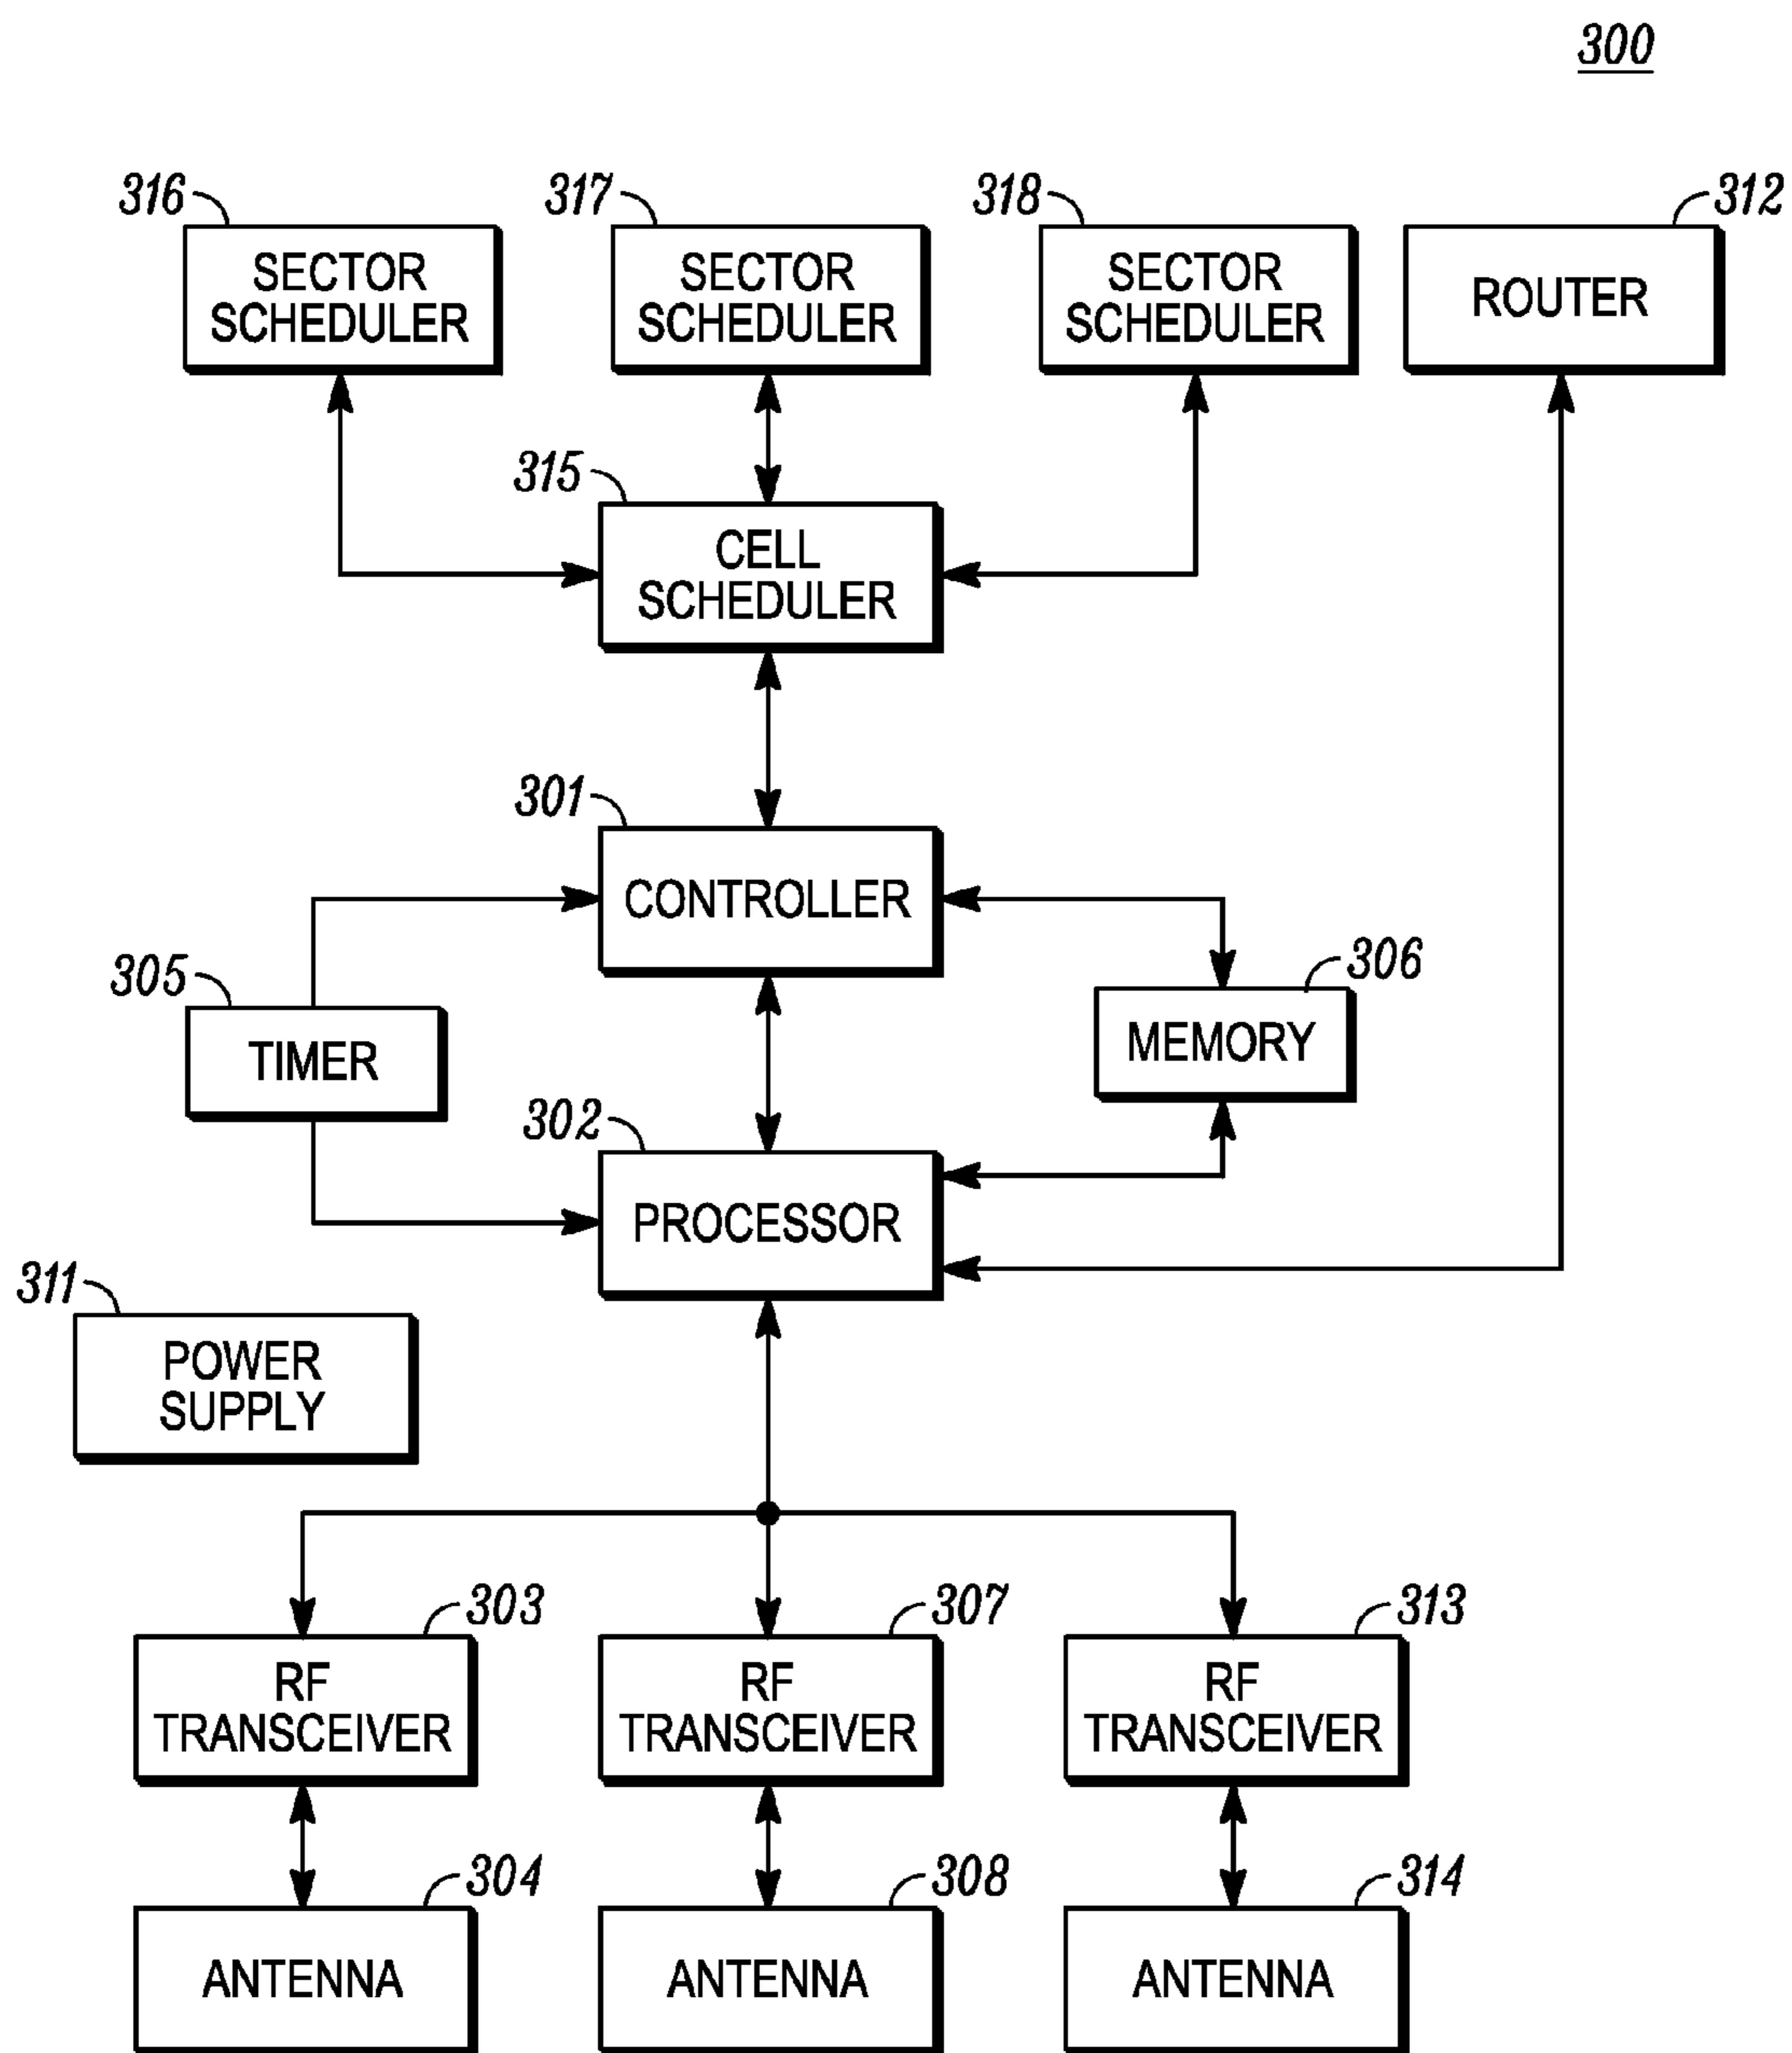 300
316
317
318
312
SECTOR
SCHEDULER
SECTOR
SCHEDULER
SECTOR
SCHEDULER
ROUTER
315
CELL
SCHEDULER
301
CONTROLLER
305
TIMER
306
MEMORY
302
PROCESSOR
311
POWER
SUPPLY
303
307
313
RF
TRANSCEIVER
RF
TRANSCEIVER
RF
TRANSCEIVER
304
308
314
ANTENNA
ANTENNA
ANTENNA